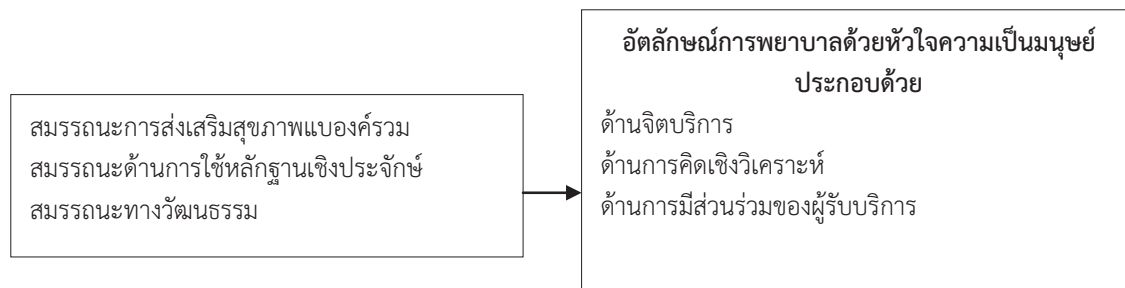 สมรรถนะการส่งเสริมสุขภาพแบองค์รวม
สมรรถนะด้านการใช้หลักฐานเชิงประจักษ์
สมรรถนะทางวัฒนธรรม
อัตลักษณ์การพยาบาลด้วยหัวใจความเป็นมนุษย์
ประกอบด้วย
ด้านจิตบริการ
ด้านการคิดเชิงวิเคราะห์
ด้านการมีส่วนร่วมของผู้รับบริการ